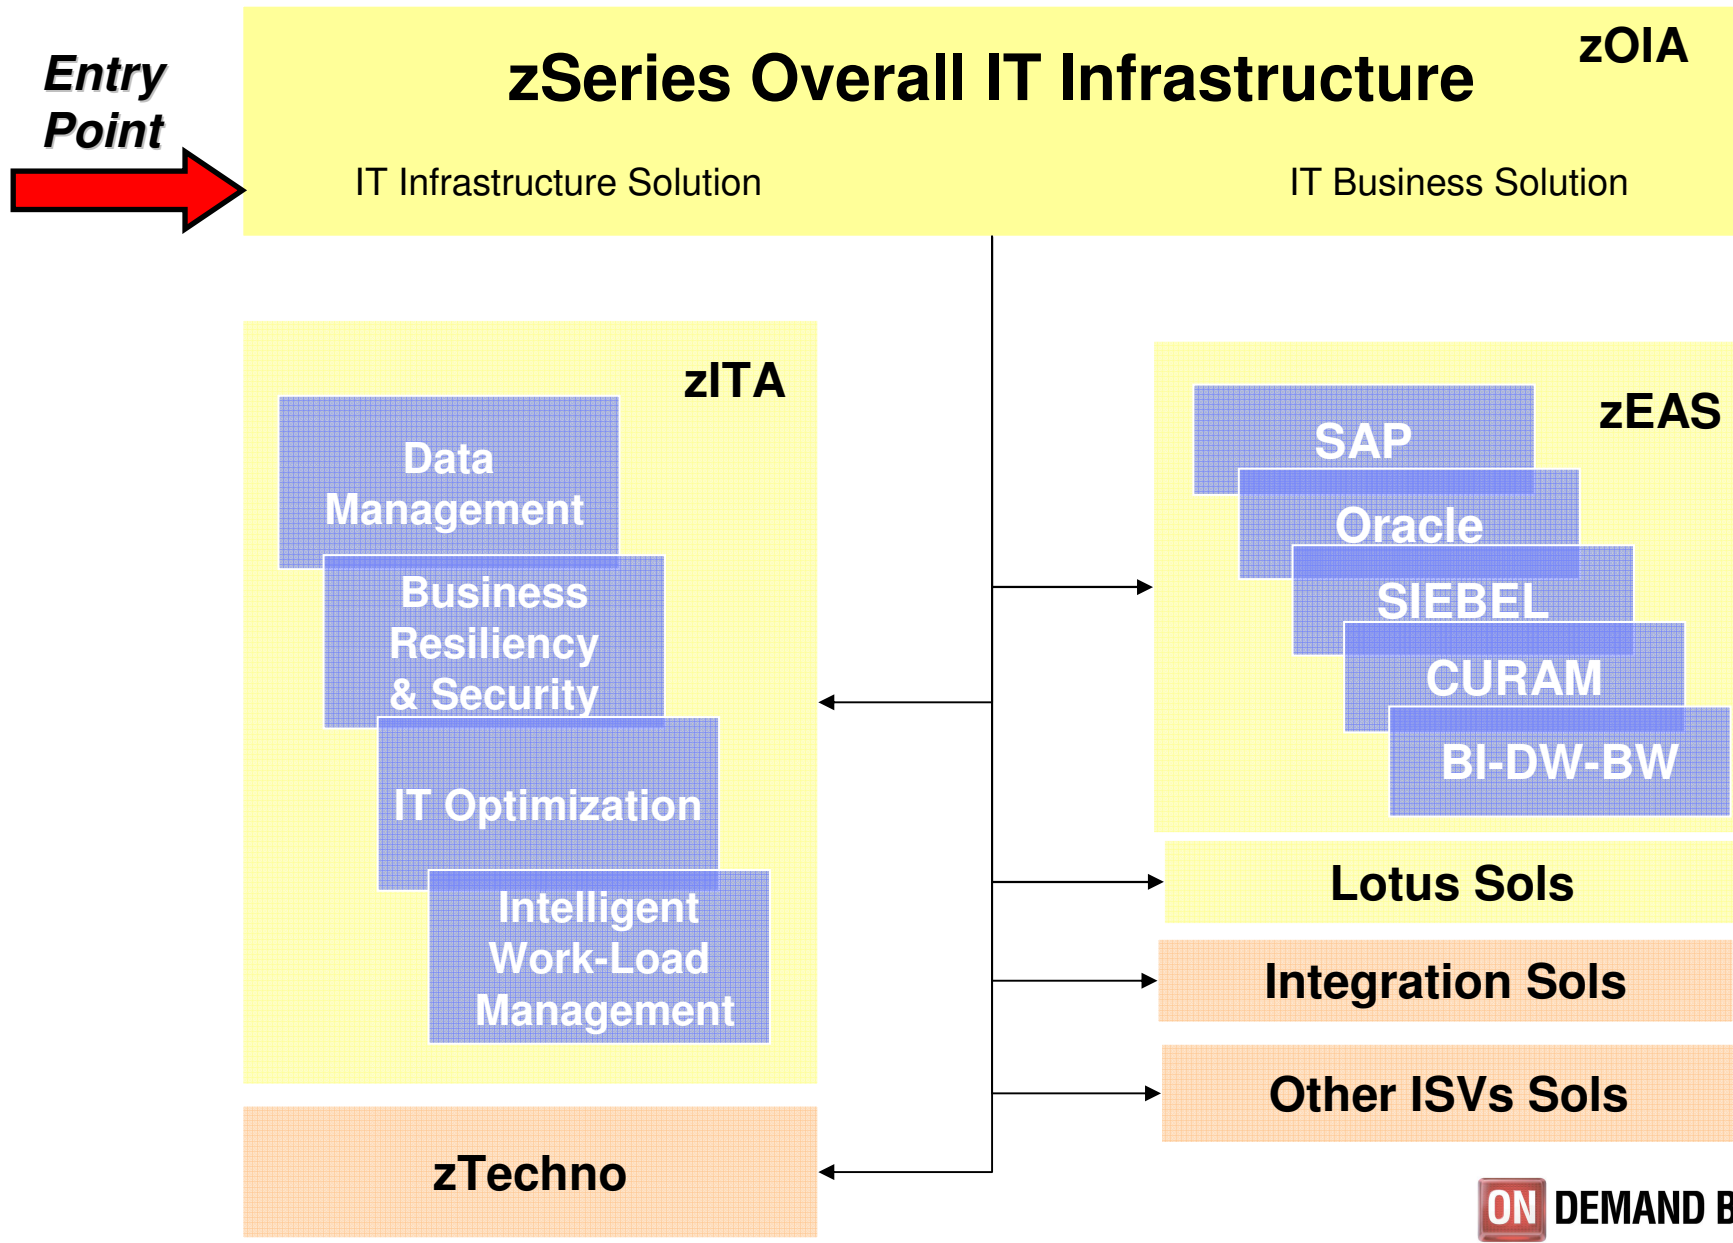 Entry
Point
zOIA
zSeries Overall IT Infrastructure
IT Infrastructure Solution
IT Business Solution
zITA
Data
Management
Business
Resiliency
& Security
IT Optimization
Intelligent
Work-Load
Management
zTechno
zEAS
SAP
Oracle
SIEBEL
CURAM
BI-DW-BW
Lotus Sols
Integration Sols
Other ISVs Sols
ON DEMAND B